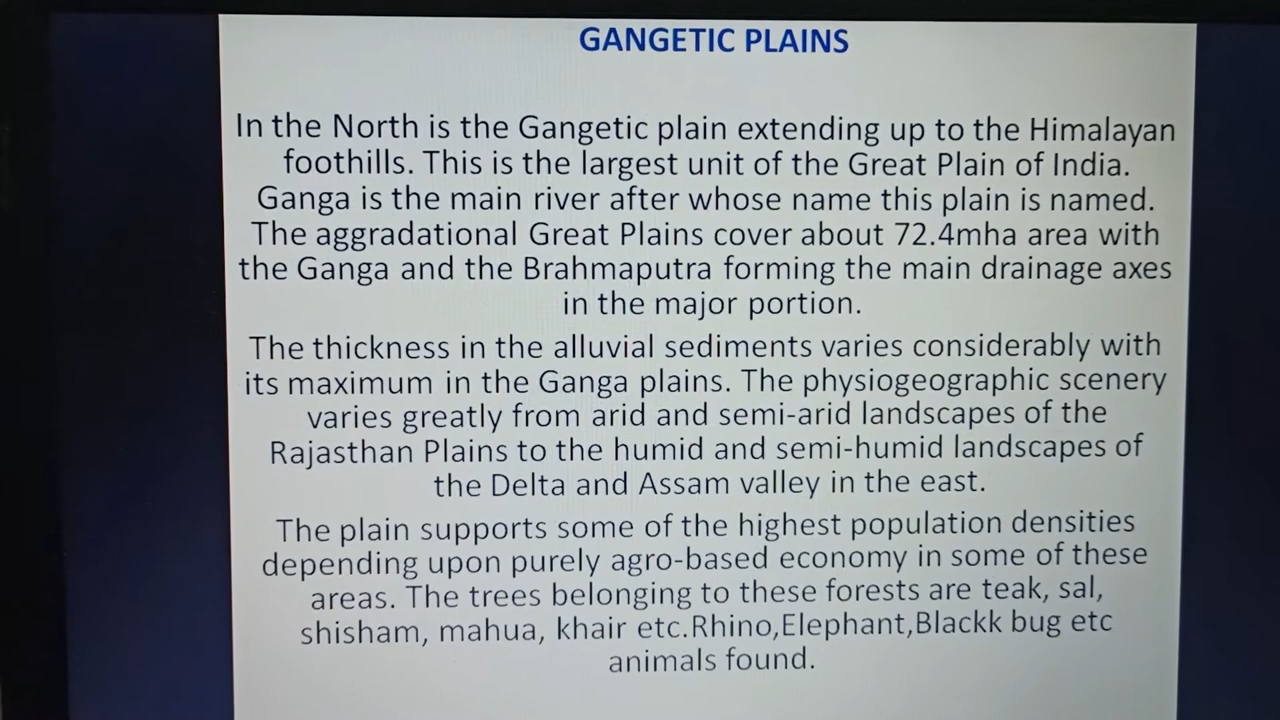 GANGETIC PLAINS
In the North is the Gangetic plain extending up to the Himalayan
foothills. This is the largest unit of the Great Plain of India.
Ganga is the main river after whose name this plain is named.
The aggradational Great Plains cover about 72.4mha area with
the Ganga and the Brahmaputra forming the main drainage axes
in the major portion.
The thickness in the alluvial sediments varies considerably with
its maximum in the Ganga plains. The physiogeographic scenery
varies greatly from arid and semi-arid landscapes of the
Rajasthan Plains to the humid and semi-humid landscapes of
the Delta and Assam valley in the east.
The plain supports some of the highest population densities
depending upon purely agro-based economy in some of these
areas. The trees belonging to these forests are teak, sal,
shisham, mahua, khair etc.Rhino,Elephant,Blackk bug etc
animals found.